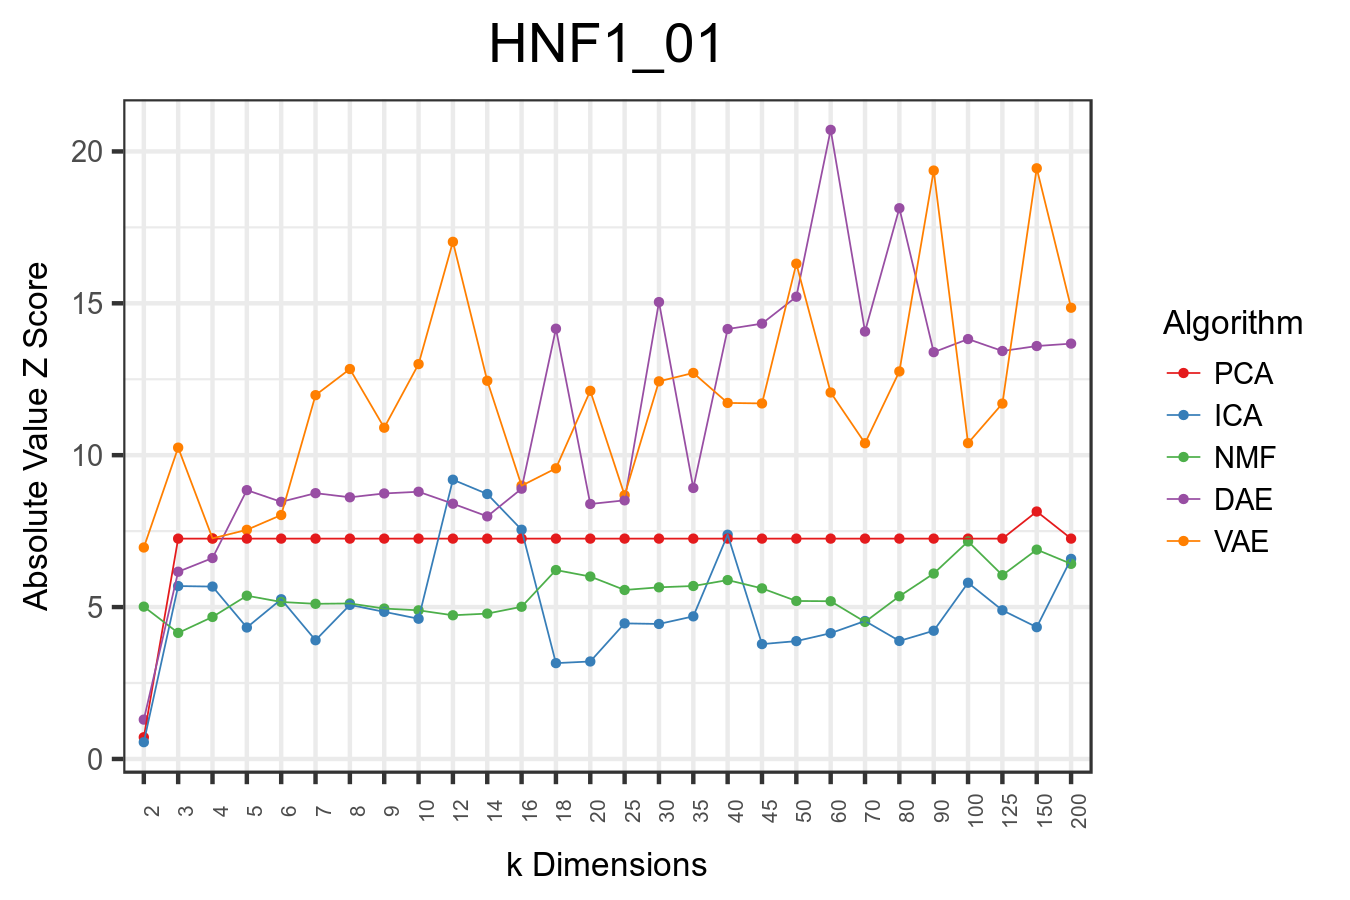 HNF1_01
Absolute Value Z Score
20
15
10
5
0
2 3 4 5 6 7 8 9 10 12 14 16 18 20 25 30 35 40 45 50 60 70 80 90 100 125 150 200
k Dimensions
Algorithm
PCA
ICA
NMF
DAE
VAE